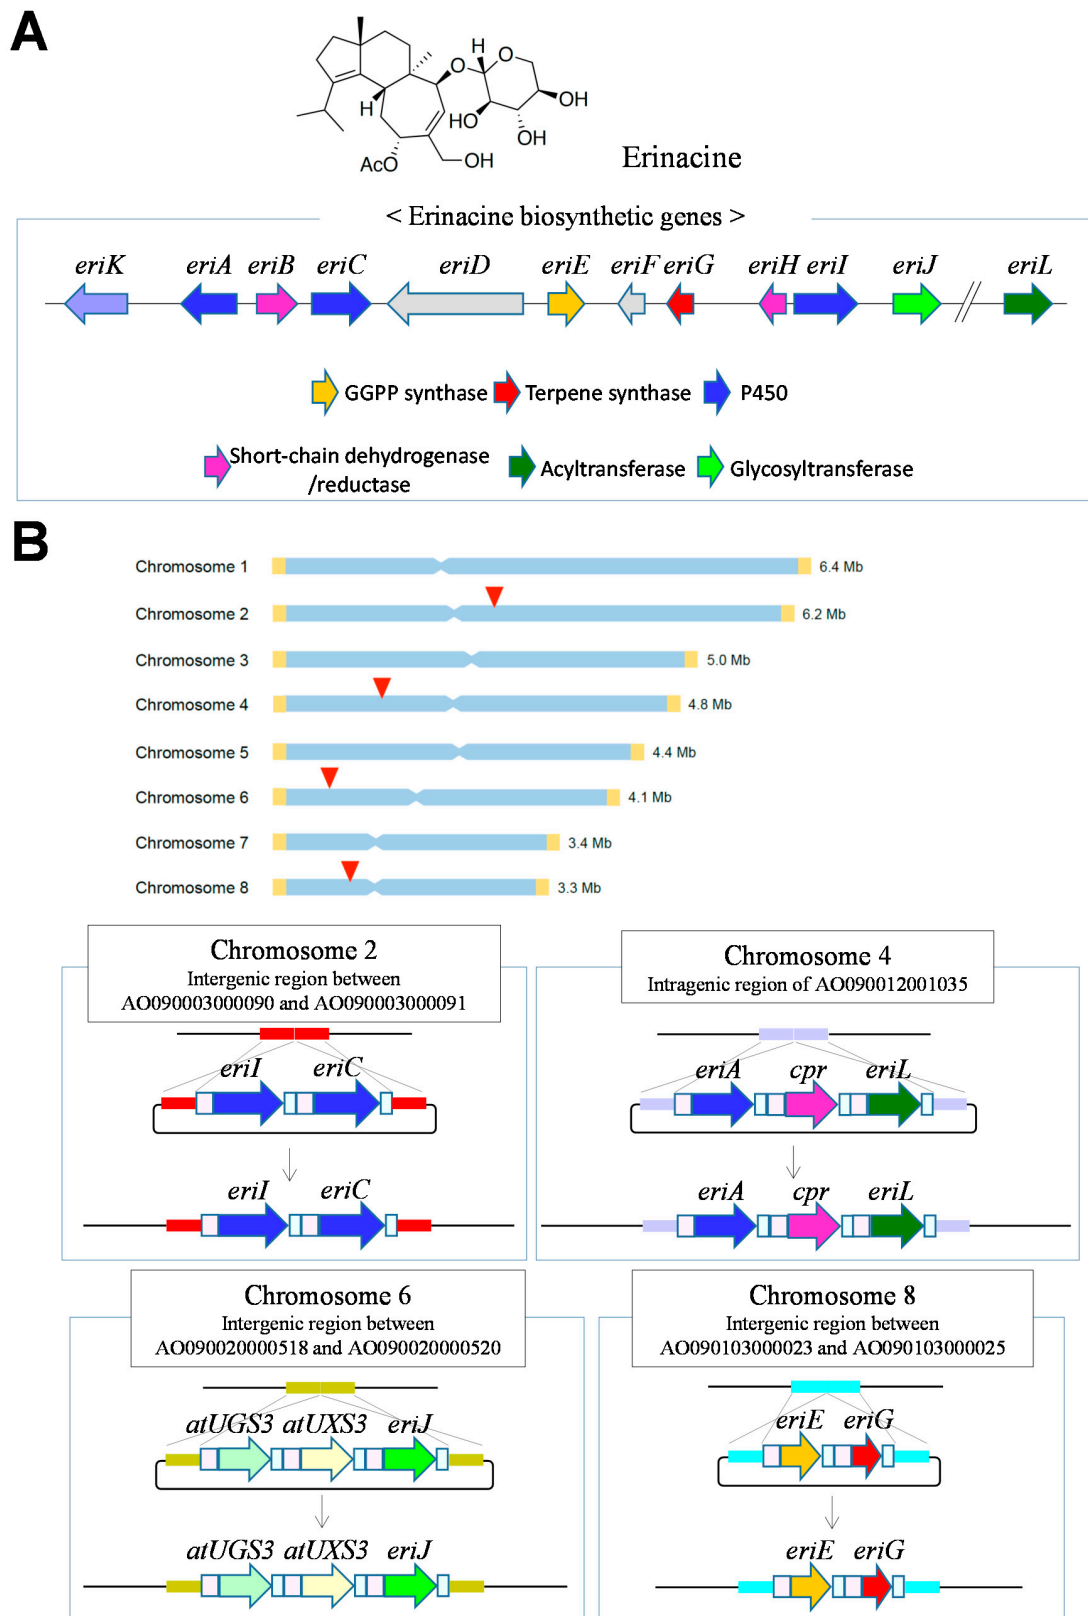 A
H
O
O
OH
HO
OH
H
AcO
OH
Erinacine
< Erinacine biosynthetic genes >
eriK eriA eriB eriC eriD eriE eriF eriG eriH eriI eriJ eriL
GGPP synthase Terpene synthase P450
Short-chain dehydrogenase
/reductase
Acyltransferase Glycosyltransferase
B
Chromosome 1 6.4 Mb
Chromosome 2 6.2 Mb
Chromosome 3 5.0 Mb
Chromosome 4 4.8 Mb
Chromosome 5 4.4 Mb
Chromosome 6 4.1 Mb
Chromosome 7 3.4 Mb
Chromosome 8 3.3 Mb
Chromosome 2
Intergenic region between
AO090003000090 and AO090003000091
eriI eriC
eriI eriC
Chromosome 4
Intragenic region of AO090012001035
eriA cpr eriL
eriA cpr eriL
Chromosome 6
Intergenic region between
AO090020000518 and AO090020000520
atUGS3 atUXS3 eriJ
atUGS3 atUXS3 eriJ
Chromosome 8
Intergenic region between
AO090103000023 and AO090103000025
eriE eriG
eriE eriG